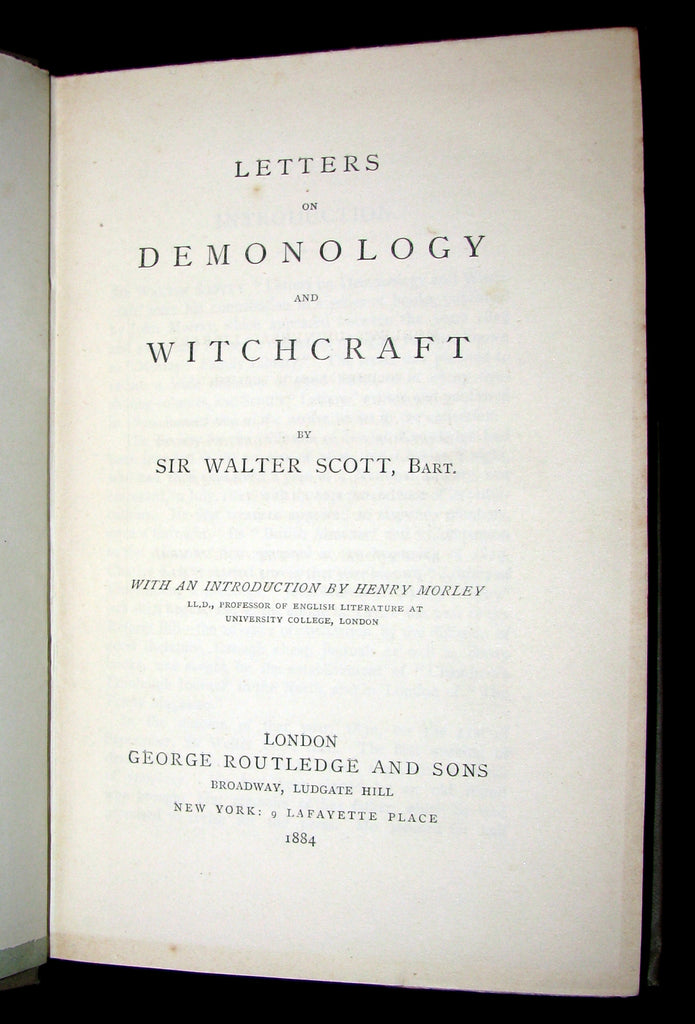 LETTERS
ON
DEMONOLOGY
AND
WITCHCRAFT
BY
SIR WALTER SCOTT, BART.
WITH AN INTRODUCTION BY HENRY MORLEY
LL.D., PROFESSOR OF ENGLISH LITERATURE AT
UNIVERSITY COLLEGE, LONDON
LONDON
GEORGE ROUTLEDGE AND SONS
BROADWAY, LUDGATE HILL
NEW YORK: 9 LAFAYETTE PLACE
1884